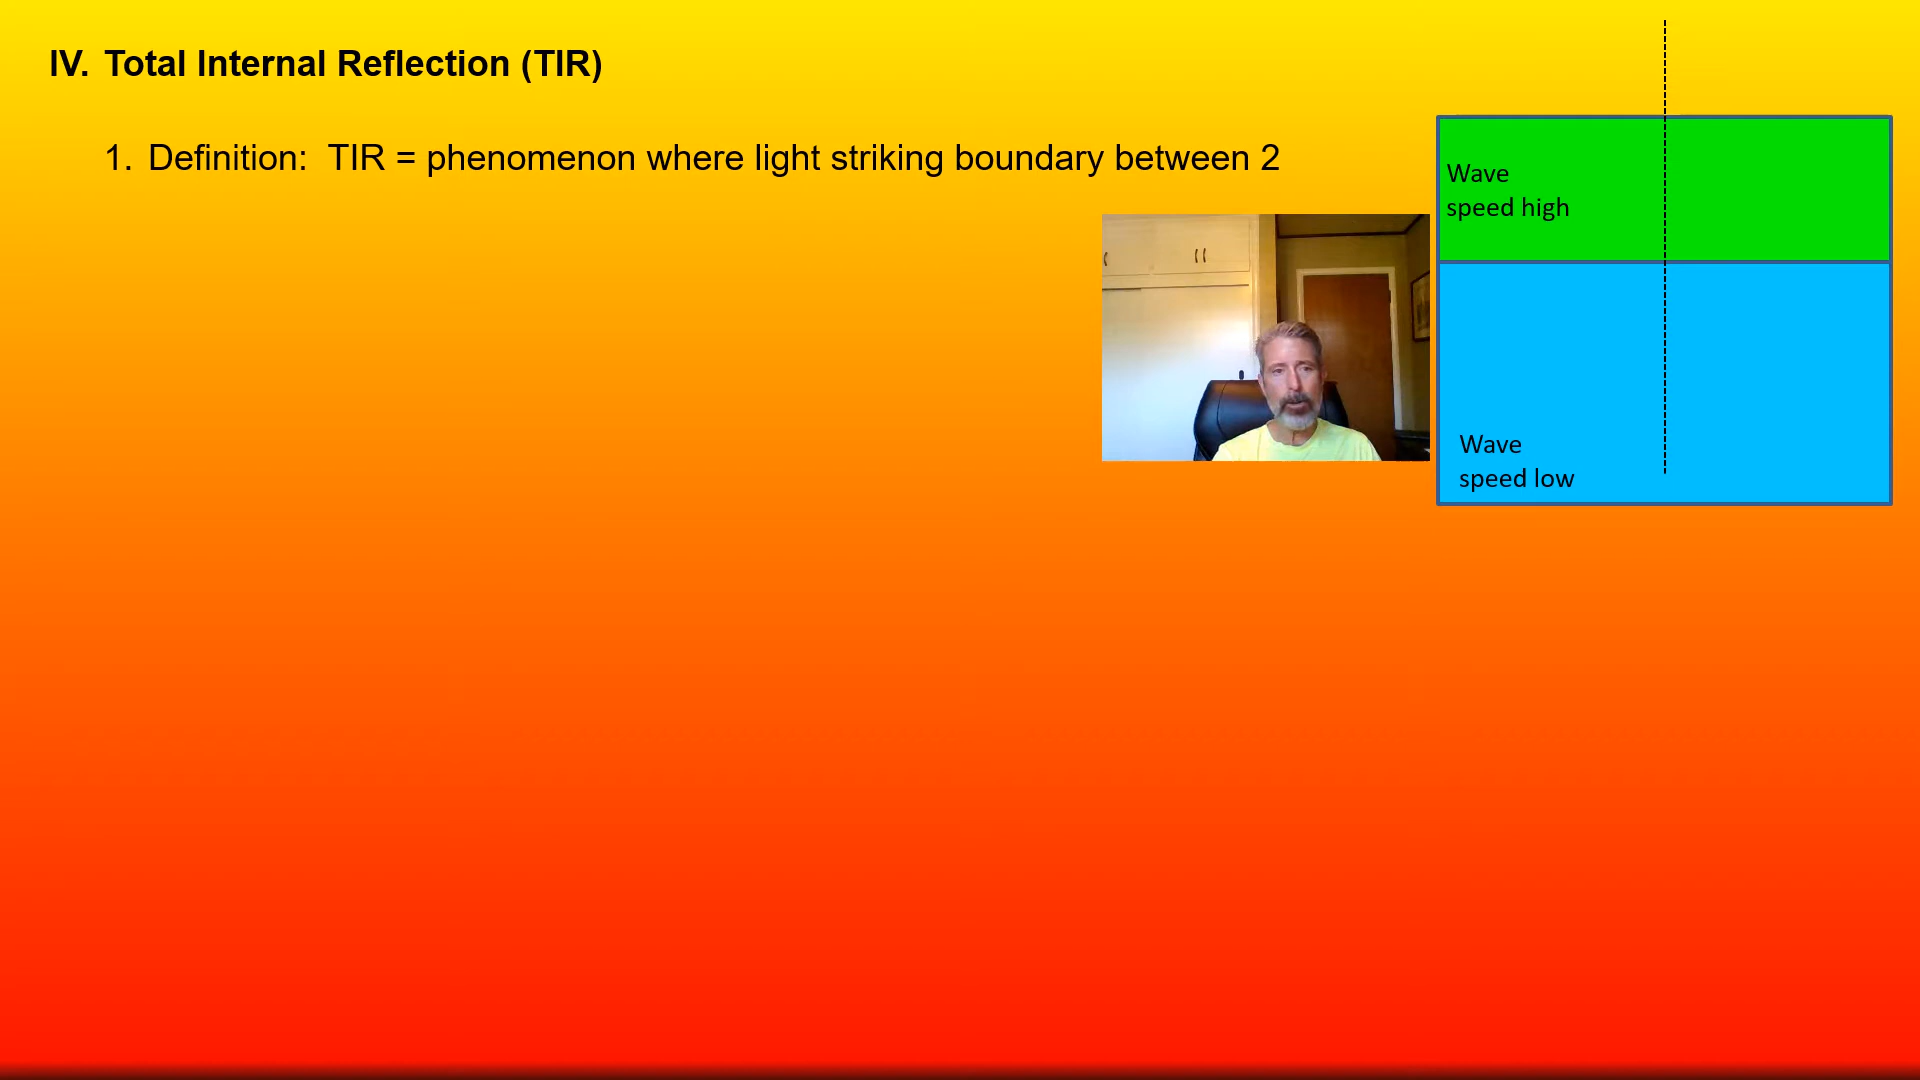 IV. Total Internal Reflection (TIR)
1. Definition: TIR = phenomenon where light striking boundary between 2
Wave
speed high
Wave
speed low